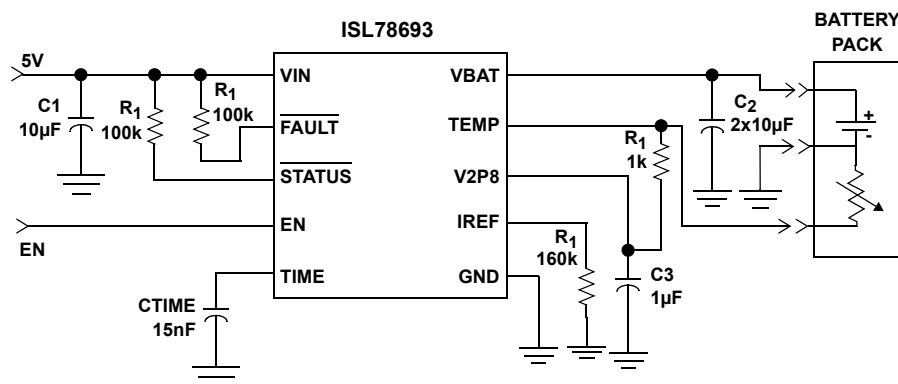 ISL78693
BATTERY
PACK
5V
VIN
VBAT
C1
10µF
R1
100k
R1
100k
FAULT
TEMP
C2
2x10µF
+
-
R1
1k
STATUS
V2P8
EN
EN
IREF
R1
160k
TIME
GND
C3
1µF
CTIME
15nF